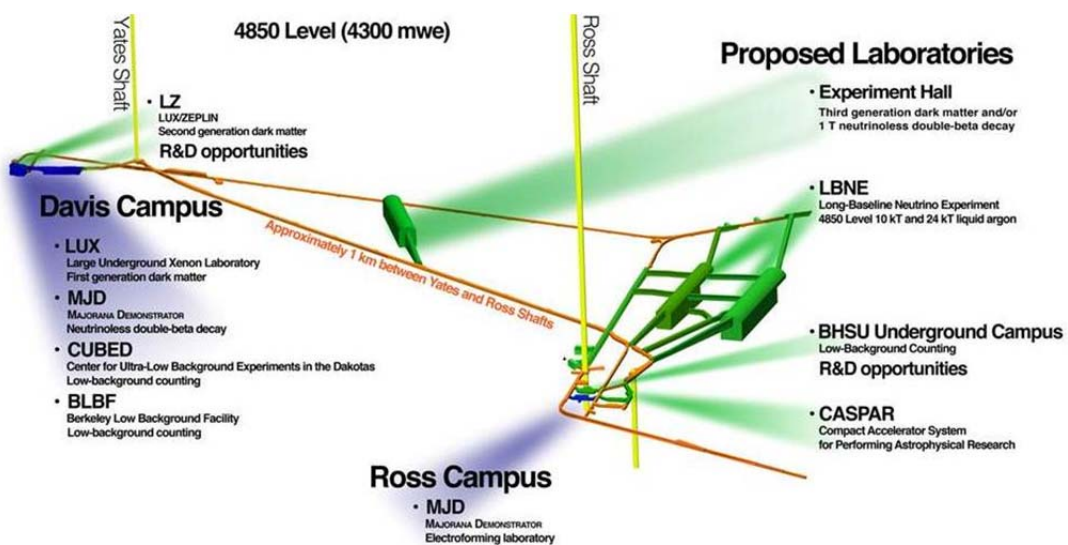 4850 Level (4300 mwe)
Yates Shaft
Ross Shaft
Proposed Laboratories
• LZ
LUX/ZEPLIN
Second generation dark matter
R&D opportunities
• Experiment Hall
Third generation dark matter and/or
1 T neutrinoless double-beta decay
Davis Campus
• LUX
Large Underground Xenon Laboratory
First generation dark matter
• MJD
MAJORANA DEMONSTRATOR
Neutrinoless double-beta decay
• CUBED
Center for Ultra-Low Background Experiments in the Dakotas
Low-background counting
• BLBF
Berkeley Low Background Facility
Low-background counting
Approximately 1 km between Yates and Ross Shafts
• LBNE
Long-Baseline Neutrino Experiment
4850 Level 10 kT and 24 kT liquid argon
• BHSU Underground Campus
Low-Background Counting
R&D opportunities
• CASPAR
Compact Accelerator System
for Performing Astrophysical Research
Ross Campus
• MJD
MAJORANA DEMONSTRATOR
Electroforming laboratory